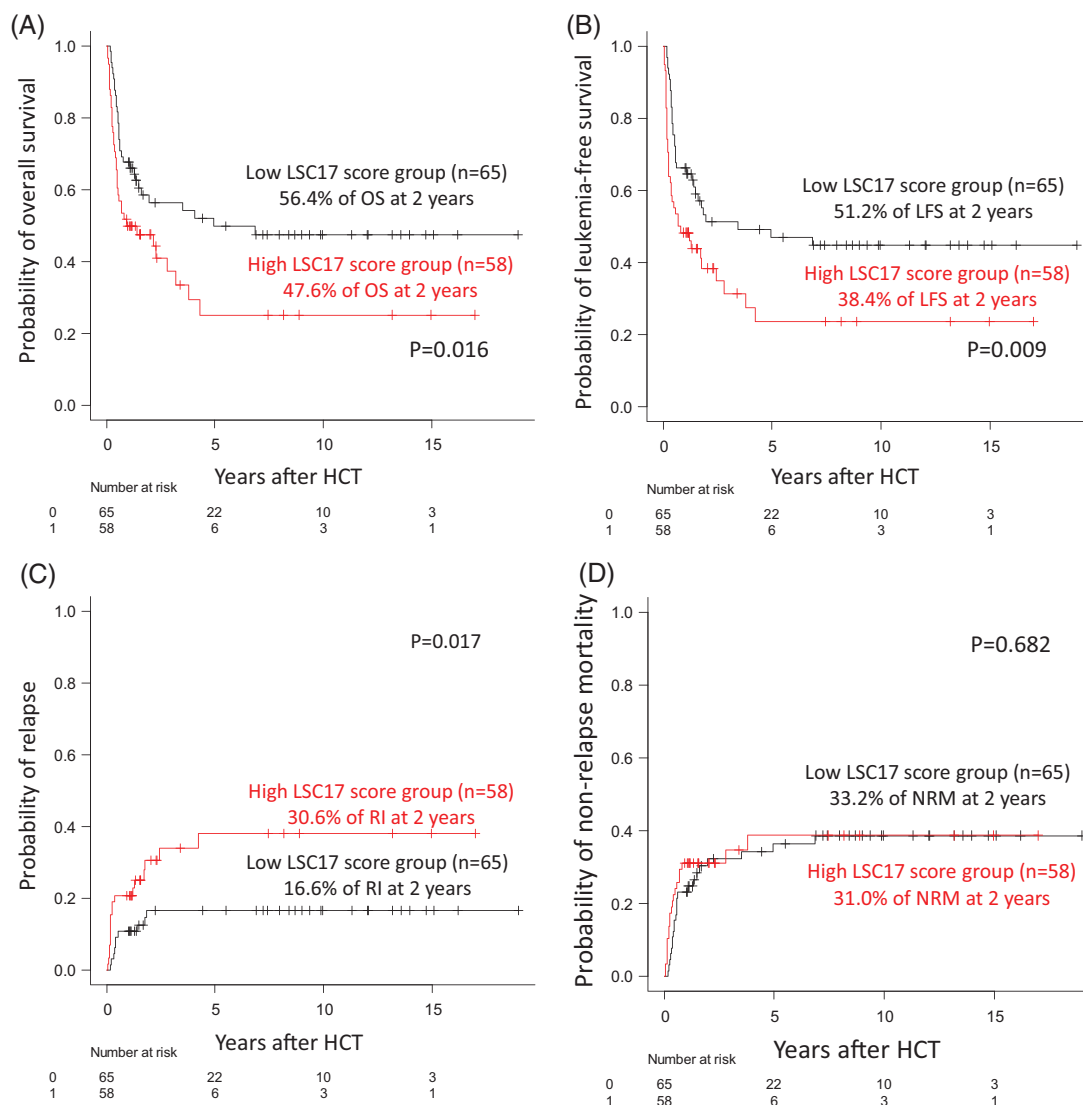 (A)
Probability of overall survival
1.0
0.8
0.6
0.4
0.2
0.0
Low LSC17 score group (n=65)
56.4% of OS at 2 years
High LSC17 score group (n=58)
47.6% of OS at 2 years
P=0.016
0 5 10 15
Years after HCT
Number at risk
0 65 22 10 3
1 58 6 3 1
(B)
Probability of leukemia-free survival
1.0
0.8
0.6
0.4
0.2
0.0
Low LSC17 score group (n=65)
51.2% of LFS at 2 years
High LSC17 score group (n=58)
38.4% of LFS at 2 years
P=0.009
0 5 10 15
Years after HCT
Number at risk
0 65 22 10 3
1 58 6 3 1
(C)
Probability of relapse
1.0
0.8
0.6
0.4
0.2
0.0
P=0.017
High LSC17 score group (n=58)
30.6% of RI at 2 years
Low LSC17 score group (n=65)
16.6% of RI at 2 years
0 5 10 15
Years after HCT
Number at risk
0 65 22 10 3
1 58 6 3 1
(D)
Probability of non-relapse mortality
1.0
0.8
0.6
0.4
0.2
0.0
P=0.682
Low LSC17 score group (n=65)
33.2% of NRM at 2 years
High LSC17 score group (n=58)
31.0% of NRM at 2 years
0 5 10 15
Years after HCT
Number at risk
0 65 22 10 3
1 58 6 3 1